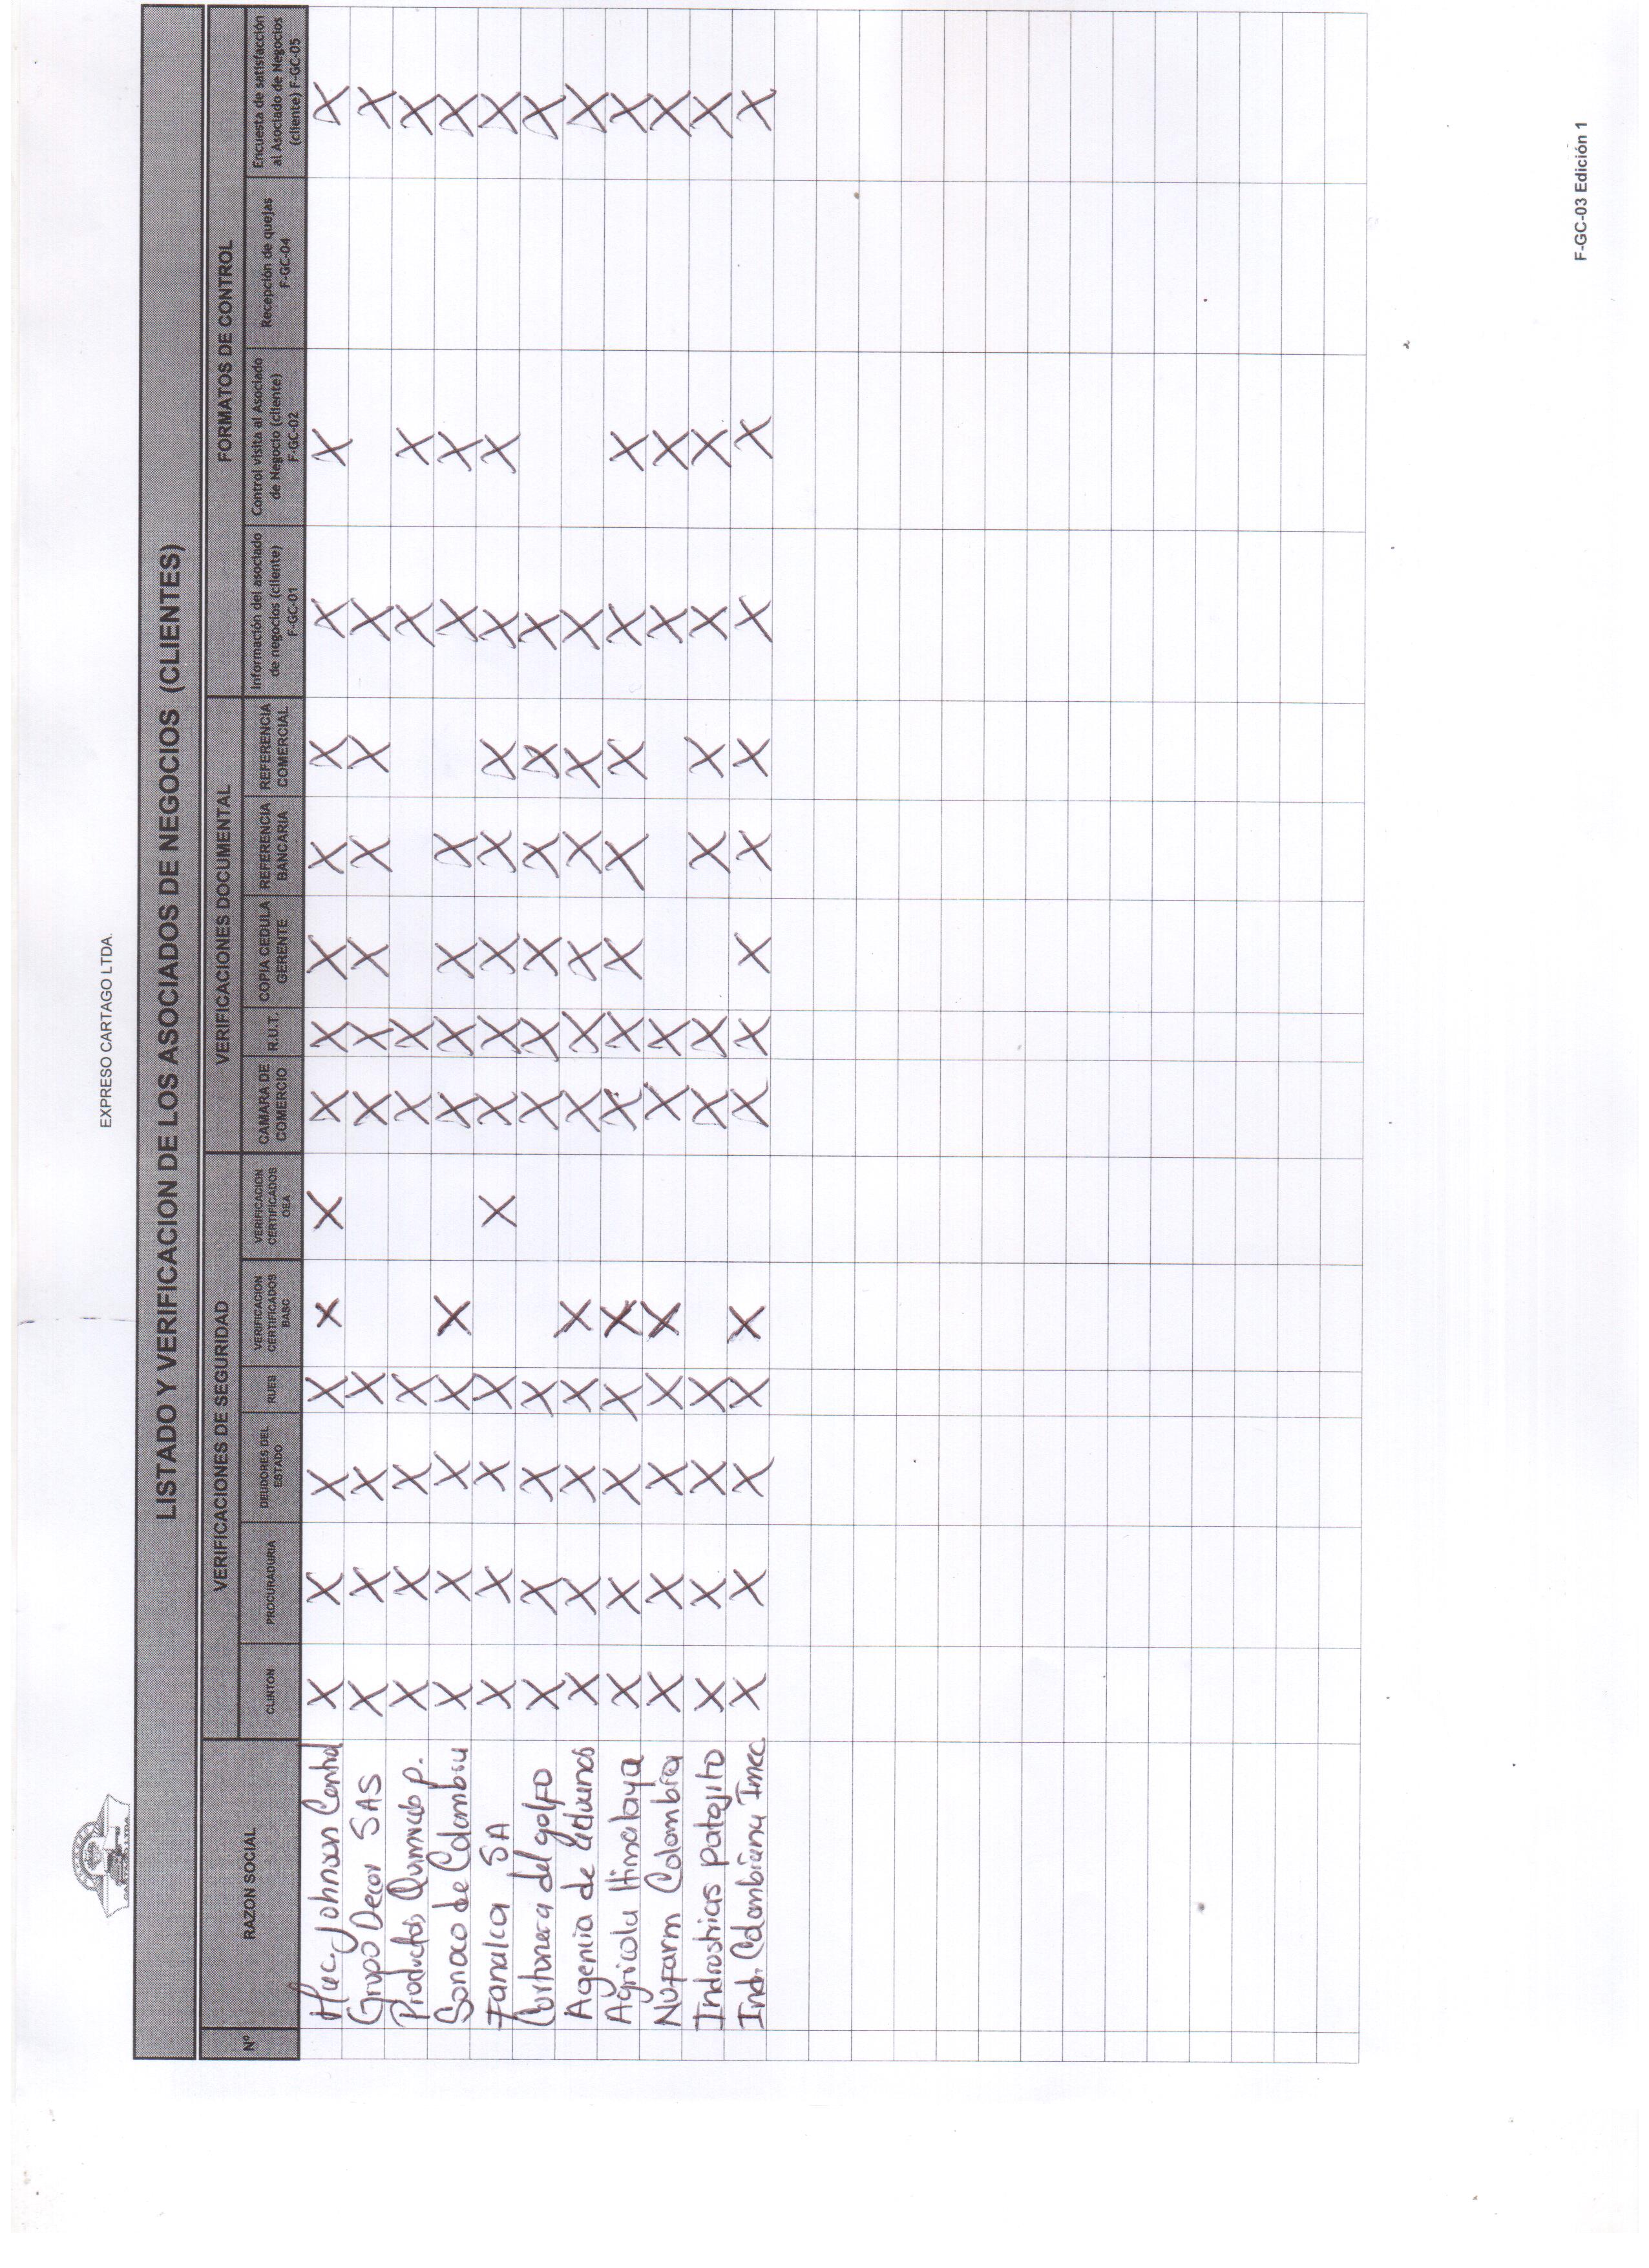 EXPRESO CARTAGO LTDA.
LISTADO Y VERIFICACION DE LOS ASOCIADOS DE NEGOCIOS (CLIENTES)
Nº RAZON SOCIAL VERIFICACIONES DE SEGURIDAD VERIFICACIONES DOCUMENTAL FORMATOS DE CONTROL
CLINTON PROCURADURIA DEUDORES DEL ESTADO RUES VERIFICACION CERTIFICADOS BASC VERIFICACION CERTIFICADOS OEA CAMARA DE COMERCIO R.U.T. COPIA CEDULA GERENTE REFERENCIA BANCARIA REFERENCIA COMERCIAL Información del asociado de negocios (cliente) F-GC-01 Control visita al Asociado de Negocio (cliente) F-GC-02 Recepción de quejas F-GC-04 Encuesta de satisfacción al Asociado de Negocios (cliente) F-GC-05
Mac Johnson Control X X X X X X X X X X X X X X
Grupo Decor SAS X X X X X X X X X X X
Productos Quimicos P. X X X X X X X X X
Sonoco de Colombia X X X X X X X X X X X X
Fanalca SA X X X X X X X X X X X X X
Cartonera del golfo X X X X X X X X X X X
Agencia de Aduanas X X X X X X X X X X X X
Agricola Himalaya X X X X X X X X X X X X X
Nufarm Colombia X X X X X X X X X X
Industrias Patojito X X X X X X X X X X X
Ind. Colombiana Imec X X X X X X X X X X X X X
F-GC-03 Edición 1